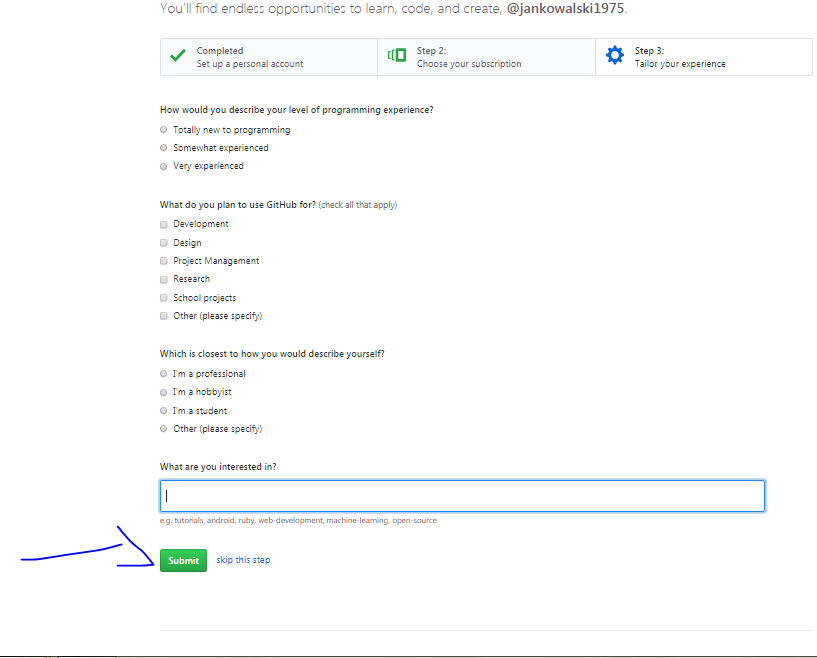 You'll find endless opportunities to learn, code, and create, @jankowalski1975.
Completed
Set up a personal account
Step 2:
Choose your subscription
Step 3:
Tailor your experience
How would you describe your level of programming experience?
Totally new to programming
Somewhat experienced
Very experienced
What do you plan to use GitHub for? (check all that apply)
Development
Design
Project Management
Research
School projects
Other (please specify)
Which is closest to how you would describe yourself?
I'm a professional
I'm a hobbyist
I'm a student
Other (please specify)
What are you interested in?
e.g. tutorials, android, ruby, web-development, machine-learning, open-source
Submit skip this step